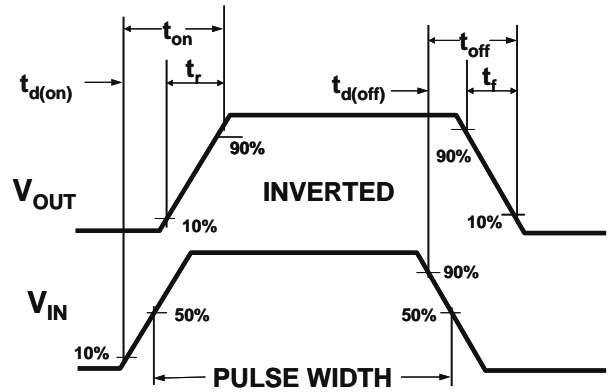 t_on
t_off
t_d(on)
t_r
t_d(off)
t_f
90%
90%
V_OUT
INVERTED
10%
10%
90%
V_IN
50%
50%
10%
PULSE WIDTH